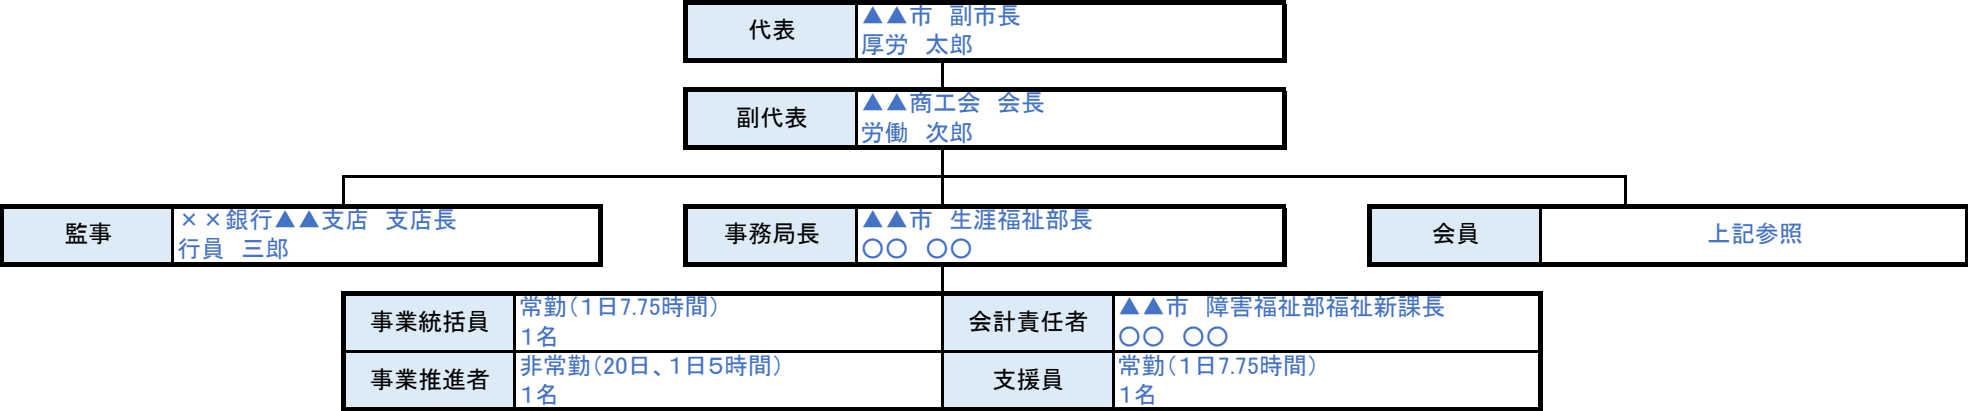 代表
▲▲市　副市長
厚労　太郎
副代表
▲▲商工会　会長
労働　次郎
監事
××銀行▲▲支店　支店長
行員　三郎
事務局長
▲▲市　生涯福祉部長
〇〇　〇〇
会員
上記参照
事業統括員
常勤（１日7.75時間）
１名
会計責任者
▲▲市　障害福祉部福祉新課長
〇〇　〇〇
事業推進者
非常勤（20日、１日５時間）
１名
支援員
常勤（１日7.75時間）
１名